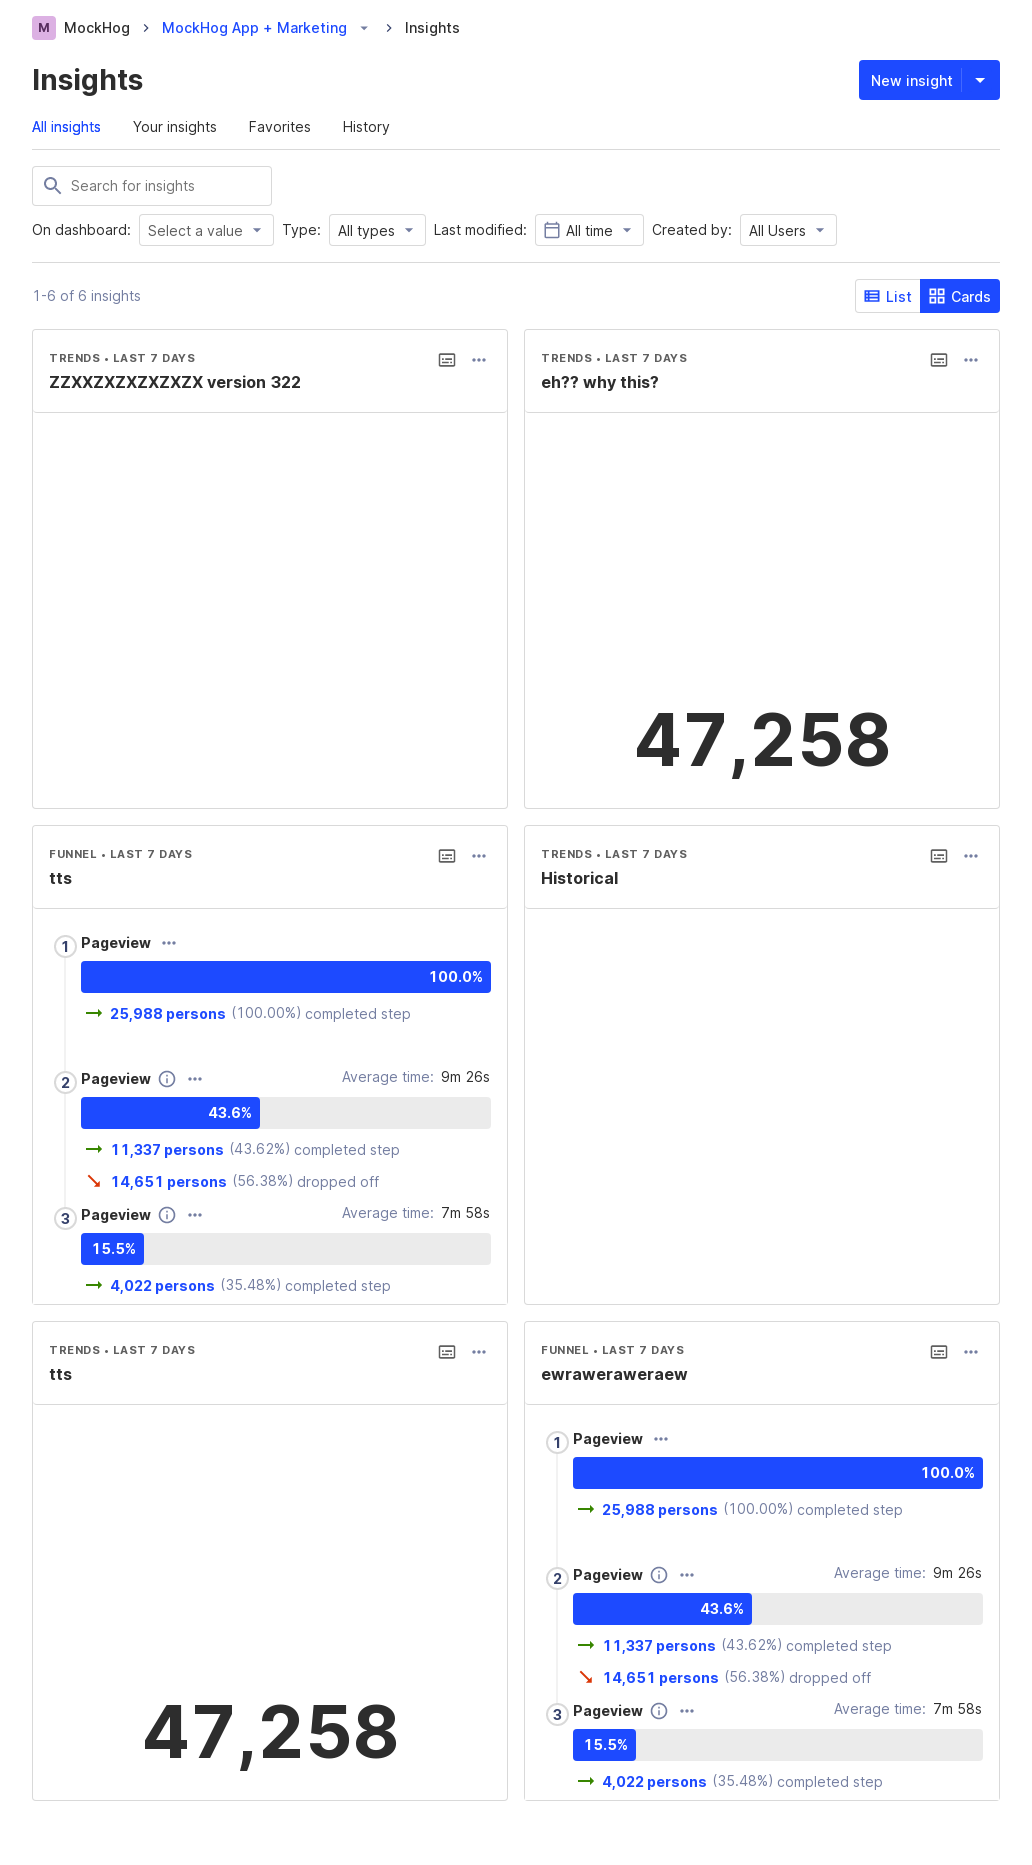 M MockHog MockHog App + Marketing Insights
Insights
New insight
All insights Your insights Favorites History
Search for insights
On dashboard: Select a value Type: All types Last modified: All time Created by: All Users
1-6 of 6 insights
List Cards
TRENDS • LAST 7 DAYS
ZZXXZXZXZXZXZX version 322
TRENDS • LAST 7 DAYS
eh?? why this?
47,258
FUNNEL • LAST 7 DAYS
tts
1 Pageview
100.0%
25,988 persons (100.00%) completed step
2 Pageview Average time: 9m 26s
43.6%
11,337 persons (43.62%) completed step
14,651 persons (56.38%) dropped off
3 Pageview Average time: 7m 58s
15.5%
4,022 persons (35.48%) completed step
TRENDS • LAST 7 DAYS
Historical
TRENDS • LAST 7 DAYS
tts
47,258
FUNNEL • LAST 7 DAYS
ewraweraweraew
1 Pageview
100.0%
25,988 persons (100.00%) completed step
2 Pageview Average time: 9m 26s
43.6%
11,337 persons (43.62%) completed step
14,651 persons (56.38%) dropped off
3 Pageview Average time: 7m 58s
15.5%
4,022 persons (35.48%) completed step